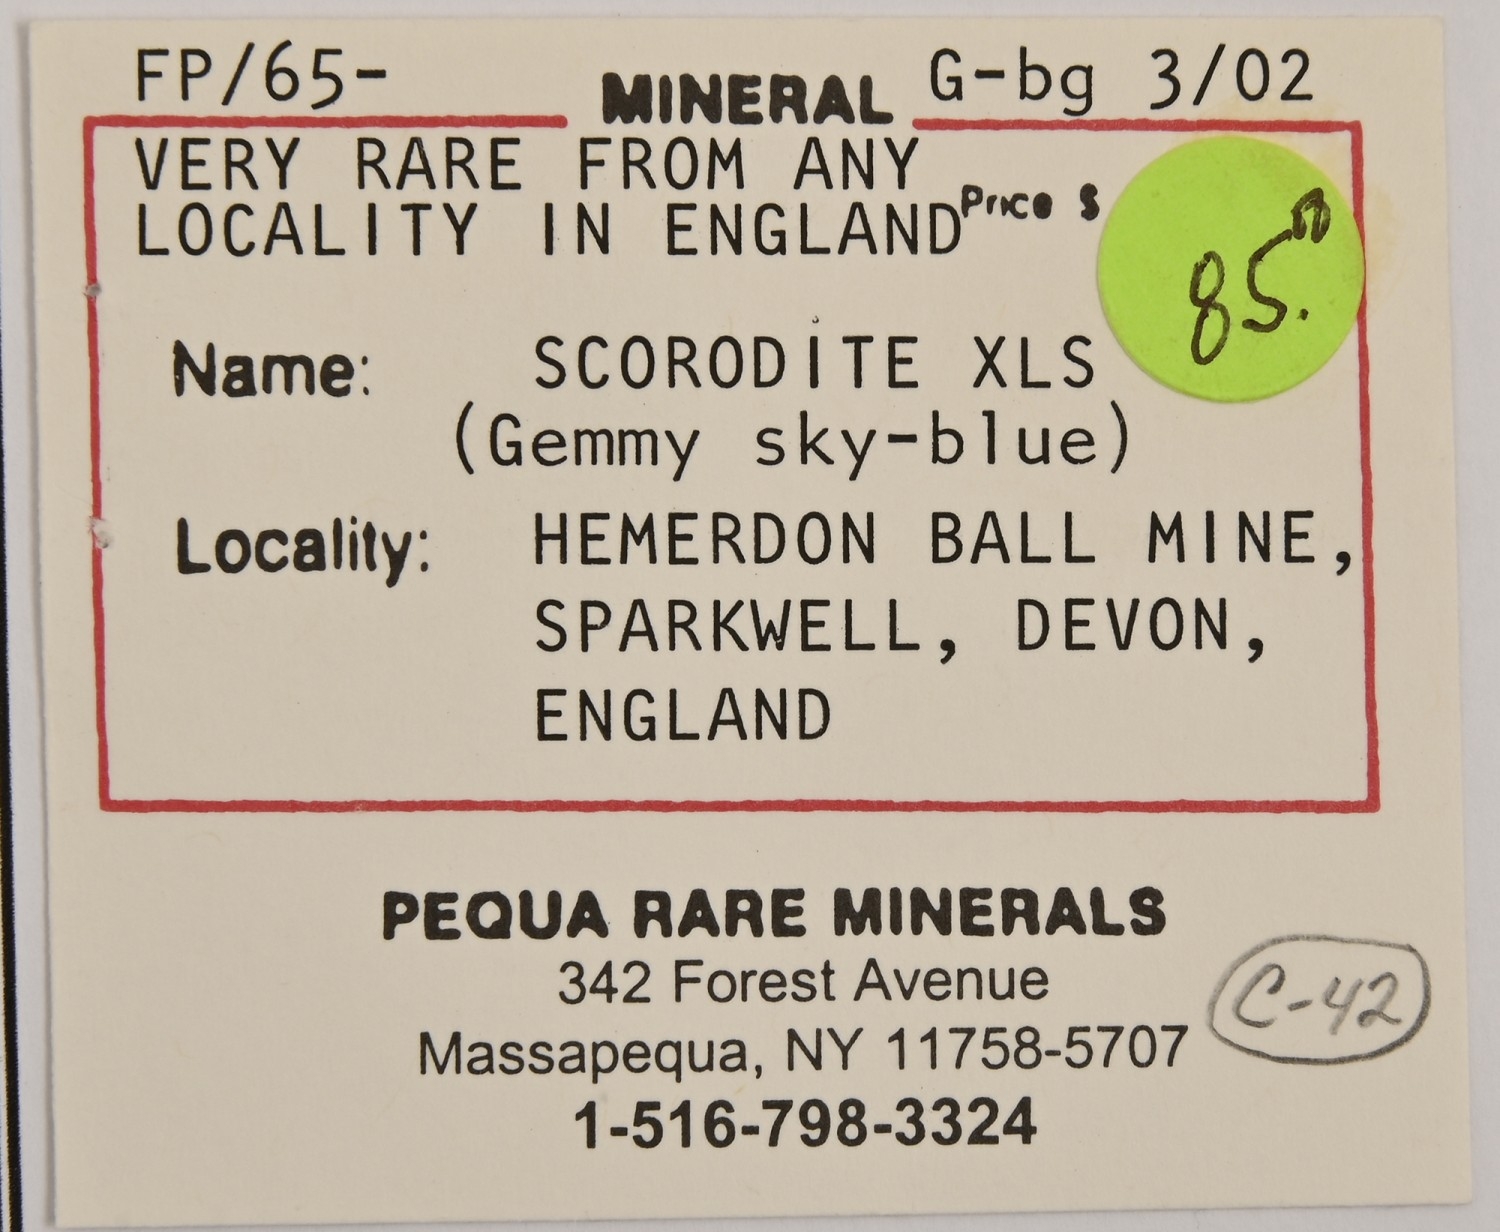 FP/65-
MINERAL
G-bg 3/02
VERY RARE FROM ANY
LOCALITY IN ENGLAND
Price $
85.00
Name: SCORODITE XLS
(Gemmy sky-blue)
Locality: HEMERDON BALL MINE,
SPARKWELL, DEVON,
ENGLAND
PEQUA RARE MINERALS
342 Forest Avenue
Massapequa, NY 11758-5707
1-516-798-3324
C-42